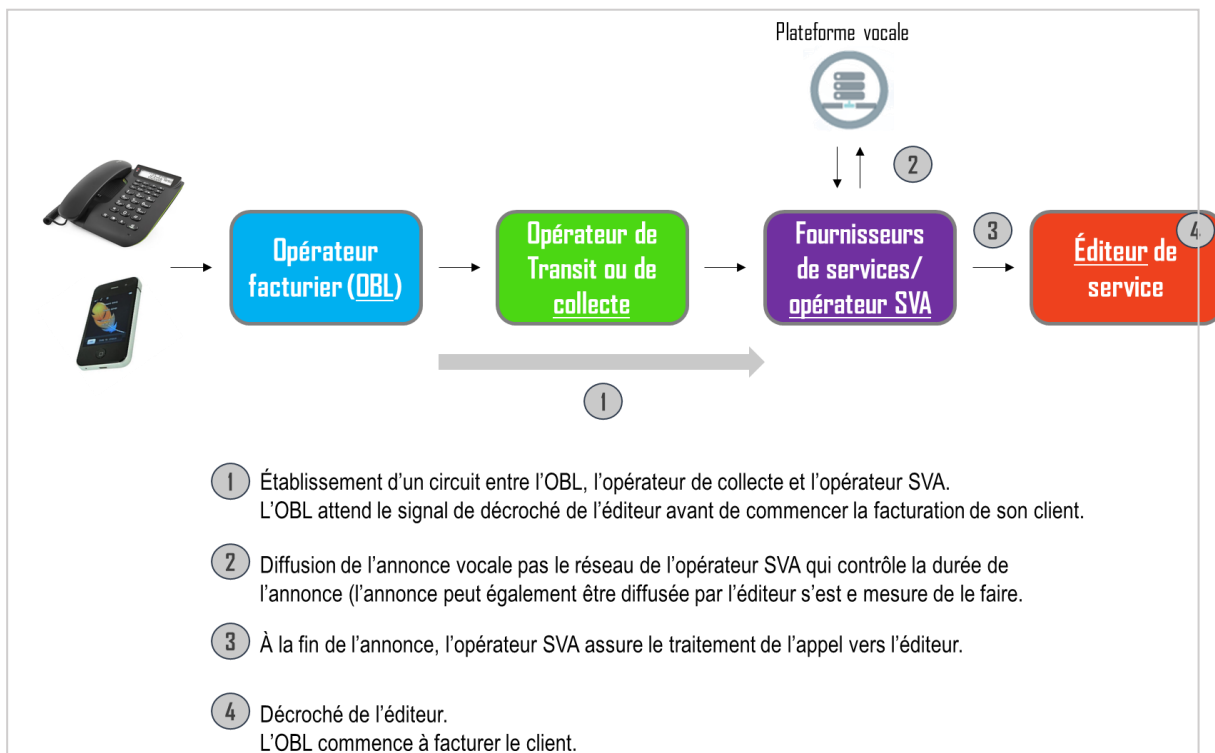 Plateforme vocale
2
Opérateur
facturier (OBL)
Opérateur de
Transit ou de
collecte
Fournisseurs
de services/
opérateur SVA
3
Éditeur de
service
4
1
1 Établissement d’un circuit entre l’OBL, l’opérateur de collecte et l’opérateur SVA.
L’OBL attend le signal de décroché de l’éditeur avant de commencer la facturation de son client.
2 Diffusion de l’annonce vocale pas le réseau de l’opérateur SVA qui contrôle la durée de
l’annonce (l’annonce peut également être diffusée par l’éditeur s’est e mesure de le faire.
3 À la fin de l’annonce, l’opérateur SVA assure le traitement de l’appel vers l’éditeur.
4 Décroché de l’éditeur.
L’OBL commence à facturer le client.